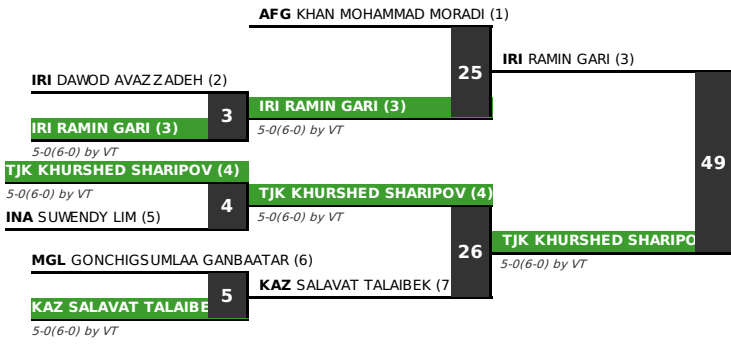 AFG KHAN MOHAMMAD MORADI (1)
IRI RAMIN GARI (3)
25
IRI DAWOD AVAZZADEH (2)
IRI RAMIN GARI (3)
3
IRI RAMIN GARI (3)
5-0(6-0) by VT
5-0(6-0) by VT
TJK KHURSHED SHARIPOV (4)
49
TJK KHURSHED SHARIPOV (4)
5-0(6-0) by VT
4
5-0(6-0) by VT
INA SUWENDY LIM (5)
TJK KHURSHED SHARIPO
26
MGL GONCHIGSUMLAA GANBAATAR (6)
5-0(6-0) by VT
KAZ SALAVAT TALAIBEK (7
5
KAZ SALAVAT TALAIBE
5-0(6-0) by VT